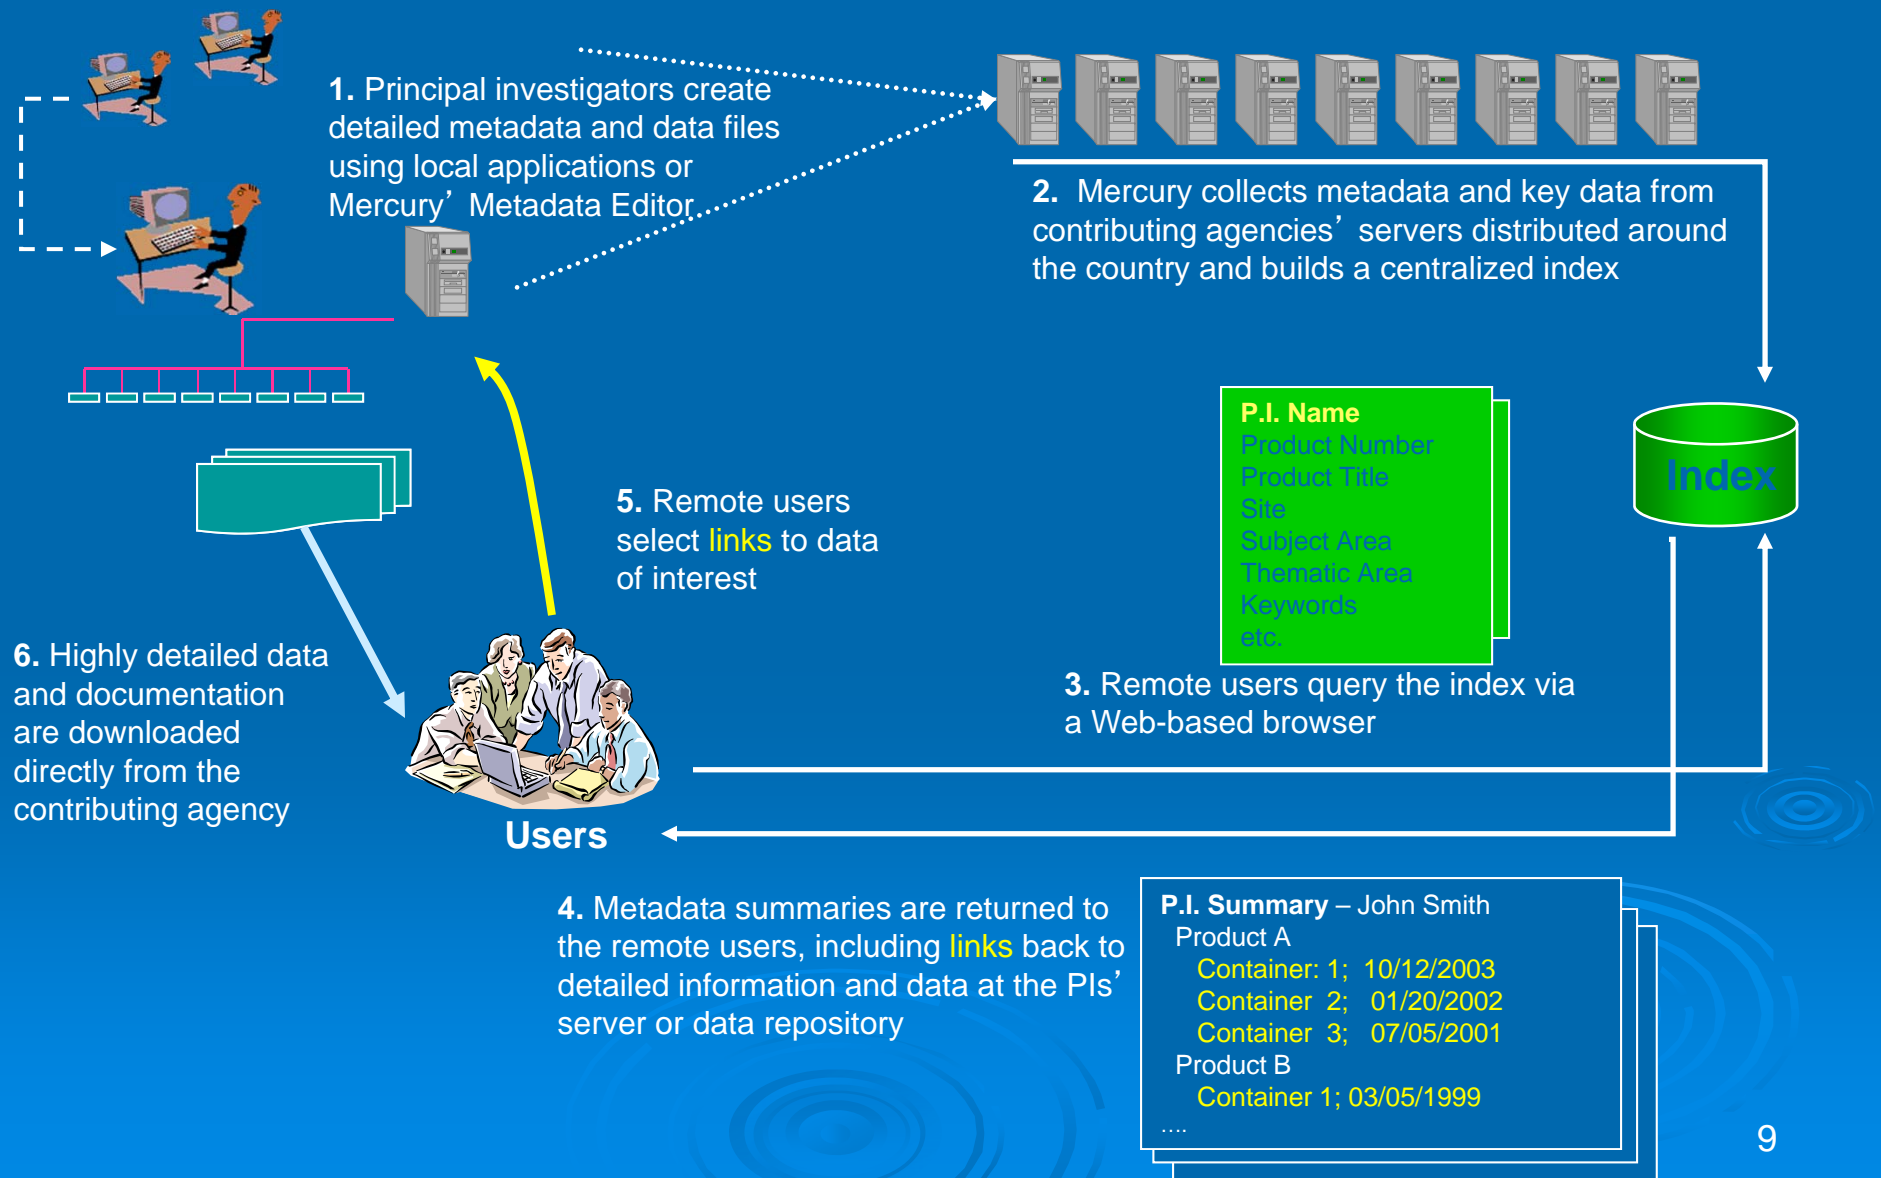 1. Principal investigators create
detailed metadata and data files
using local applications or
Mercury’ Metadata Editor
2. Mercury collects metadata and key data from
contributing agencies’ servers distributed around
the country and builds a centralized index
P.I. Name
Product Number
Product Title
Site
Subject Area
Thematic Area
Keywords
etc.
Index
3. Remote users query the index via
a Web-based browser
5. Remote users
select links to data
of interest
6. Highly detailed data
and documentation
are downloaded
directly from the
contributing agency
Users
4. Metadata summaries are returned to
the remote users, including links back to
detailed information and data at the PIs’
server or data repository
P.I. Summary – John Smith
Product A
Container: 1; 10/12/2003
Container 2; 01/20/2002
Container 3; 07/05/2001
Product B
Container 1; 03/05/1999
....
9